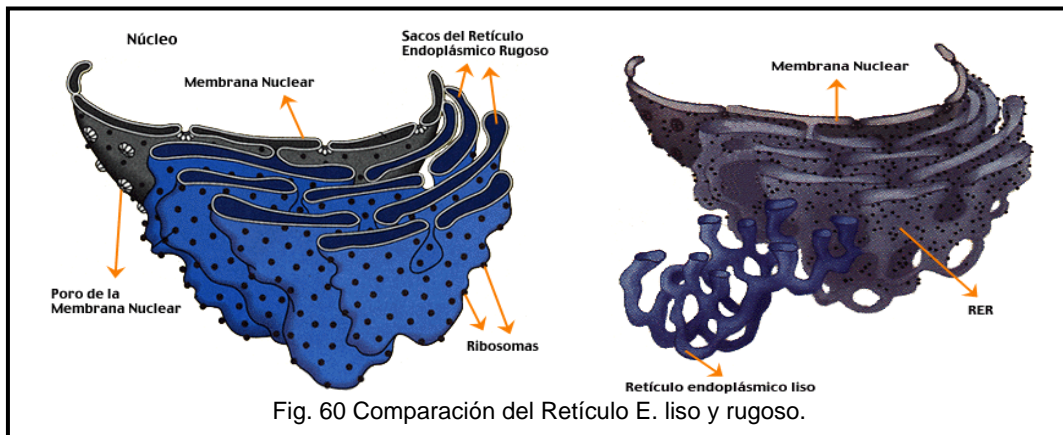 Núcleo
Sacos del Retículo
Endoplásmico Rugoso
Membrana Nuclear
Poro de la
Membrana Nuclear
Ribosomas
Membrana Nuclear
RER
Retículo endoplásmico liso
Fig. 60 Comparación del Retículo E. liso y rugoso.